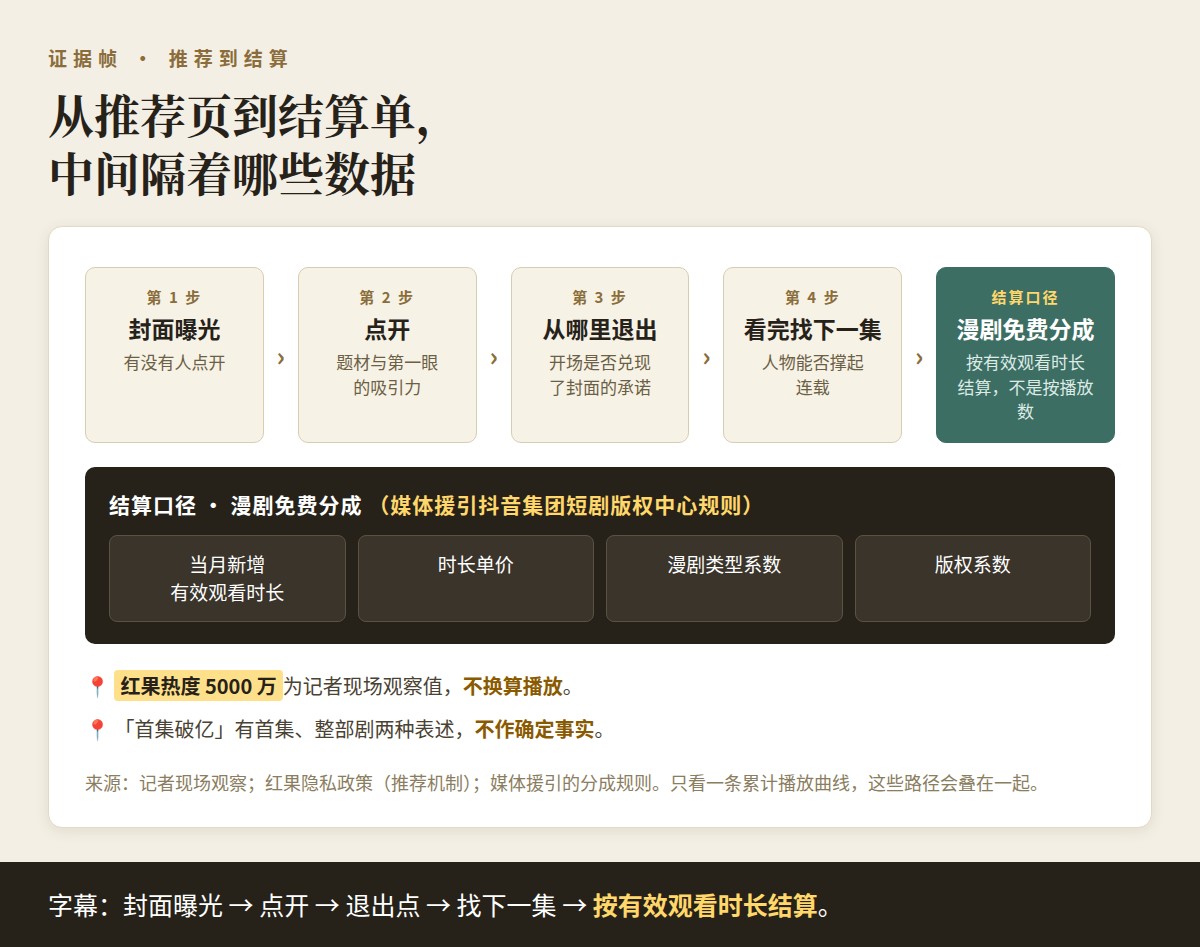 证据帧 · 推荐到结算
从推荐页到结算单，
中间隔着哪些数据
第 1 步
封面曝光
有没有人点开
›
第 2 步
点开
题材与第一眼
的吸引力
›
第 3 步
从哪里退出
开场是否兑现
了封面的承诺
›
第 4 步
看完找下一集
人物能否撑起
连载
›
结算口径
漫剧免费分成
按有效观看时长
结算，不是按播放
数
结算口径 · 漫剧免费分成（媒体援引抖音集团短剧版权中心规则）
当月新增
有效观看时长
时长单价
漫剧类型系数
版权系数
📍 红果热度 5000 万 为记者现场观察值，不换算播放。
📍 「首集破亿」有首集、整部剧两种表述，不作确定事实。
来源：记者现场观察；红果隐私政策（推荐机制）；媒体援引的分成规则。只看一条累计播放曲线，这些路径会叠在一起。
字幕：封面曝光 → 点开 → 退出点 → 找下一集 → 按有效观看时长结算。